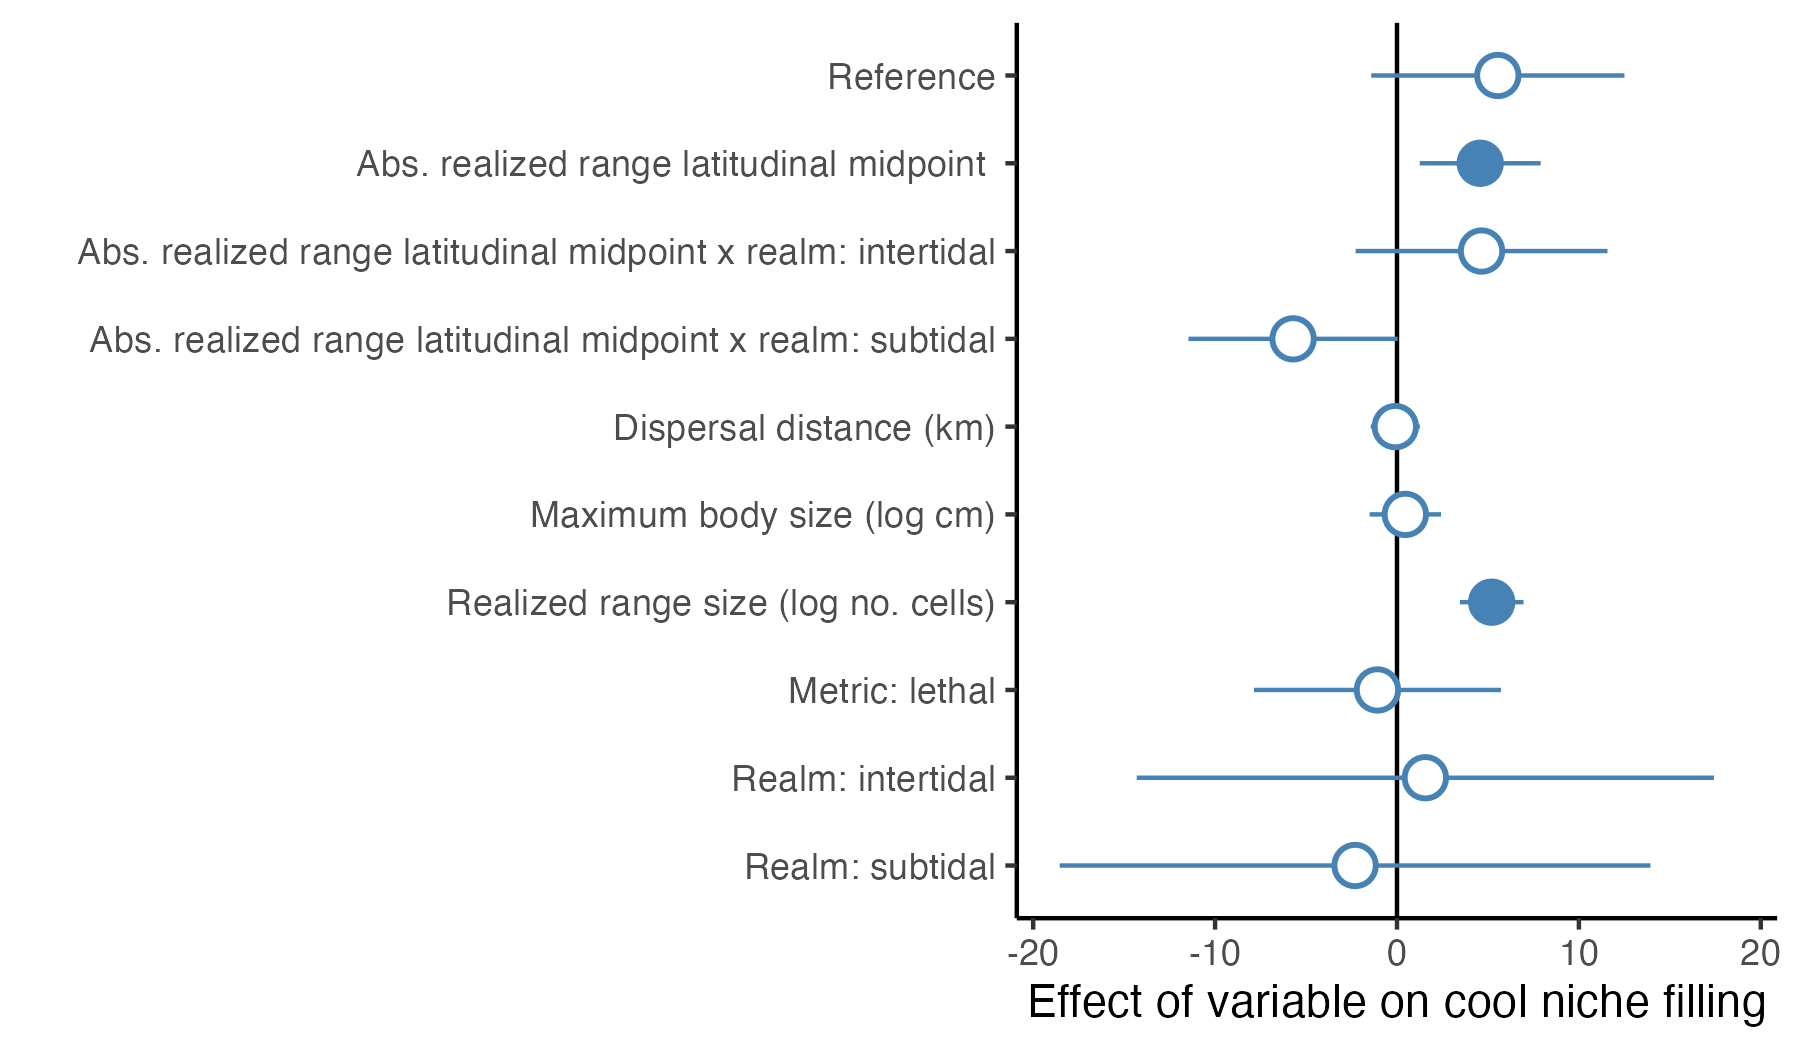 Reference
Abs. realized range latitudinal midpoint
Abs. realized range latitudinal midpoint x realm: intertidal
Abs. realized range latitudinal midpoint x realm: subtidal
Dispersal distance (km)
Maximum body size (log cm)
Realized range size (log no. cells)
Metric: lethal
Realm: intertidal
Realm: subtidal
-20 -10 0 10 20
Effect of variable on cool niche filling